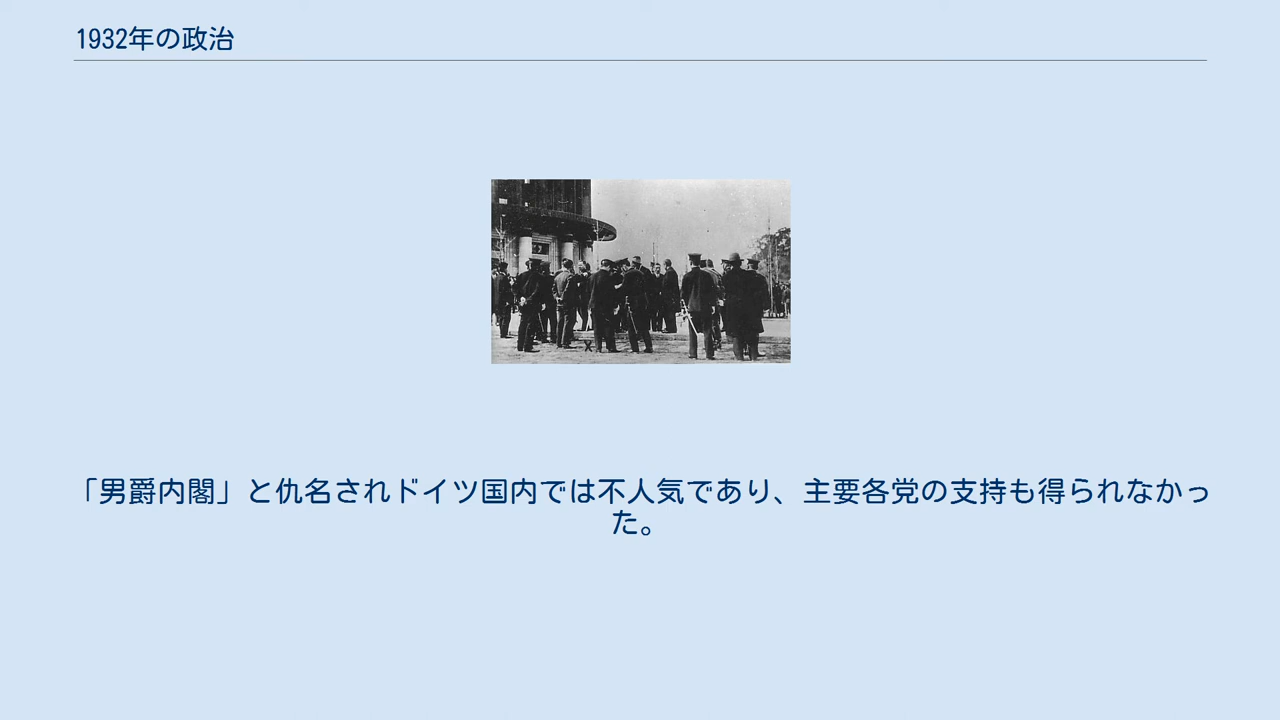 1932年の政治
「男爵内閣」と仇名されドイツ国内では不人気であり、主要各党の支持も得られなかっ
た。